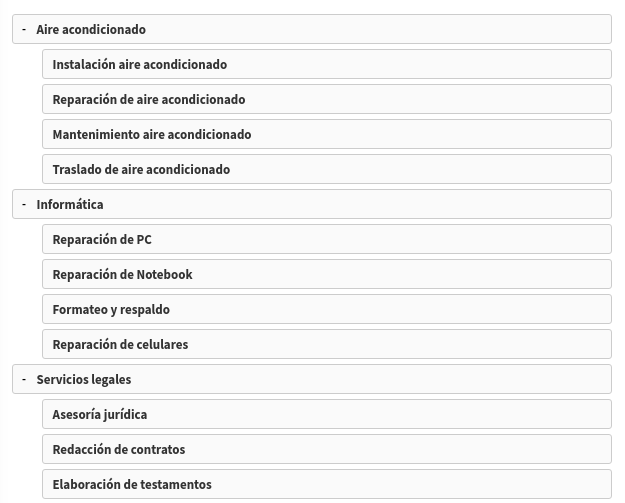 - Aire acondicionado
Instalación aire acondicionado
Reparación de aire acondicionado
Mantenimiento aire acondicionado
Traslado de aire acondicionado
- Informática
Reparación de PC
Reparación de Notebook
Formateo y respaldo
Reparación de celulares
- Servicios legales
Asesoría jurídica
Redacción de contratos
Elaboración de testamentos